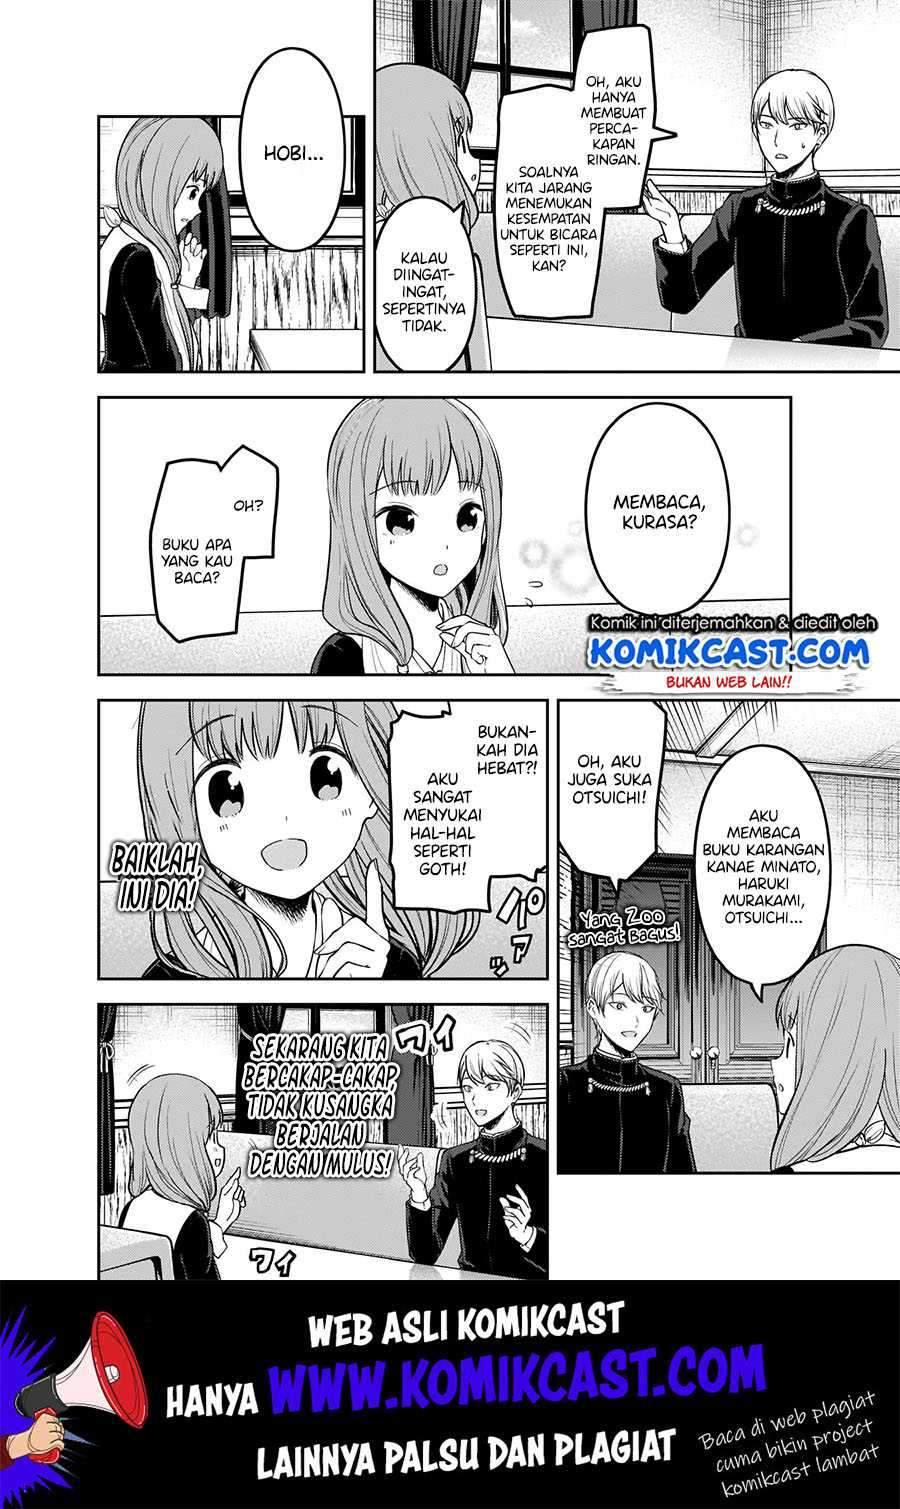 OH, AKU
HANYA
MEMBUAT
PERCA-
KAPAN
RINGAN.
SOALNYA
KITA JARANG
MENEMUKAN
KESEMPATAN
UNTUK BICARA
SEPERTI INI,
KAN?
KALAU
DIINGAT-
INGAT,
SEPERTINYA
TIDAK.
HOBI...
MEMBACA,
KURASA?
OH?
BUKU APA
YANG KAU
BACA?
Komik ini diterjemahkan & diedit oleh
KOMIKCAST.COM
BUKAN WEB LAIN!!
AKU
MEMBACA
BUKU KARANGAN
KANAE MINATO,
HARUKI
MURAKAMI,
OTSUICHI...
OH, AKU
JUGA SUKA
OTSUICHI!
Yang Zoo
sangat Bagus!
BUKAN-
KAH DIA
HEBAT?!
AKU
SANGAT
MENYUKAI
HAL-HAL
SEPERTI
GOTH!
パァァ
BAIKLAH,
INI DIA!
ワイ
SEKARANG KITA
BERCAKAP-CAKAP
TIDAK KUSANGKA
BERJALAN
DENGAN MULUS!
ワイ
WEB ASLI KOMIKCAST
HANYA WWW.KOMIKCAST.COM
LAINNYA PALSU DAN PLAGIAT
Baca di web plagiat
cuma bikin project
komikcast lambat